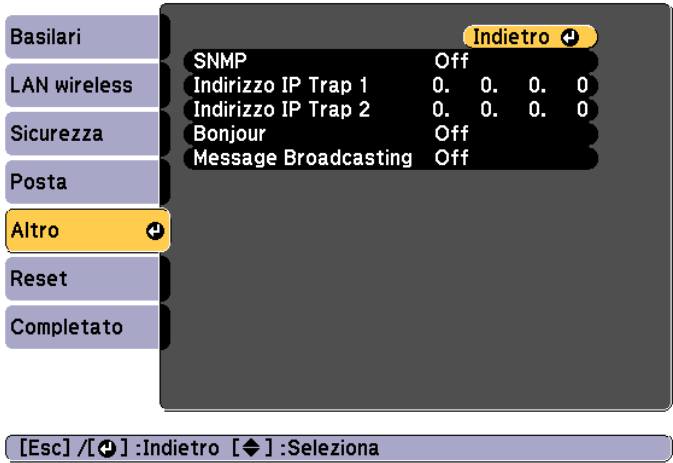 Basilari
LAN wireless
Sicurezza
Posta
Altro
Reset
Completato
Indietro
SNMP Off
Indirizzo IP Trap 1 0. 0. 0. 0
Indirizzo IP Trap 2 0. 0. 0. 0
Bonjour Off
Message Broadcasting Off
[Esc] /[ ] :Indietro [ ] :Seleziona